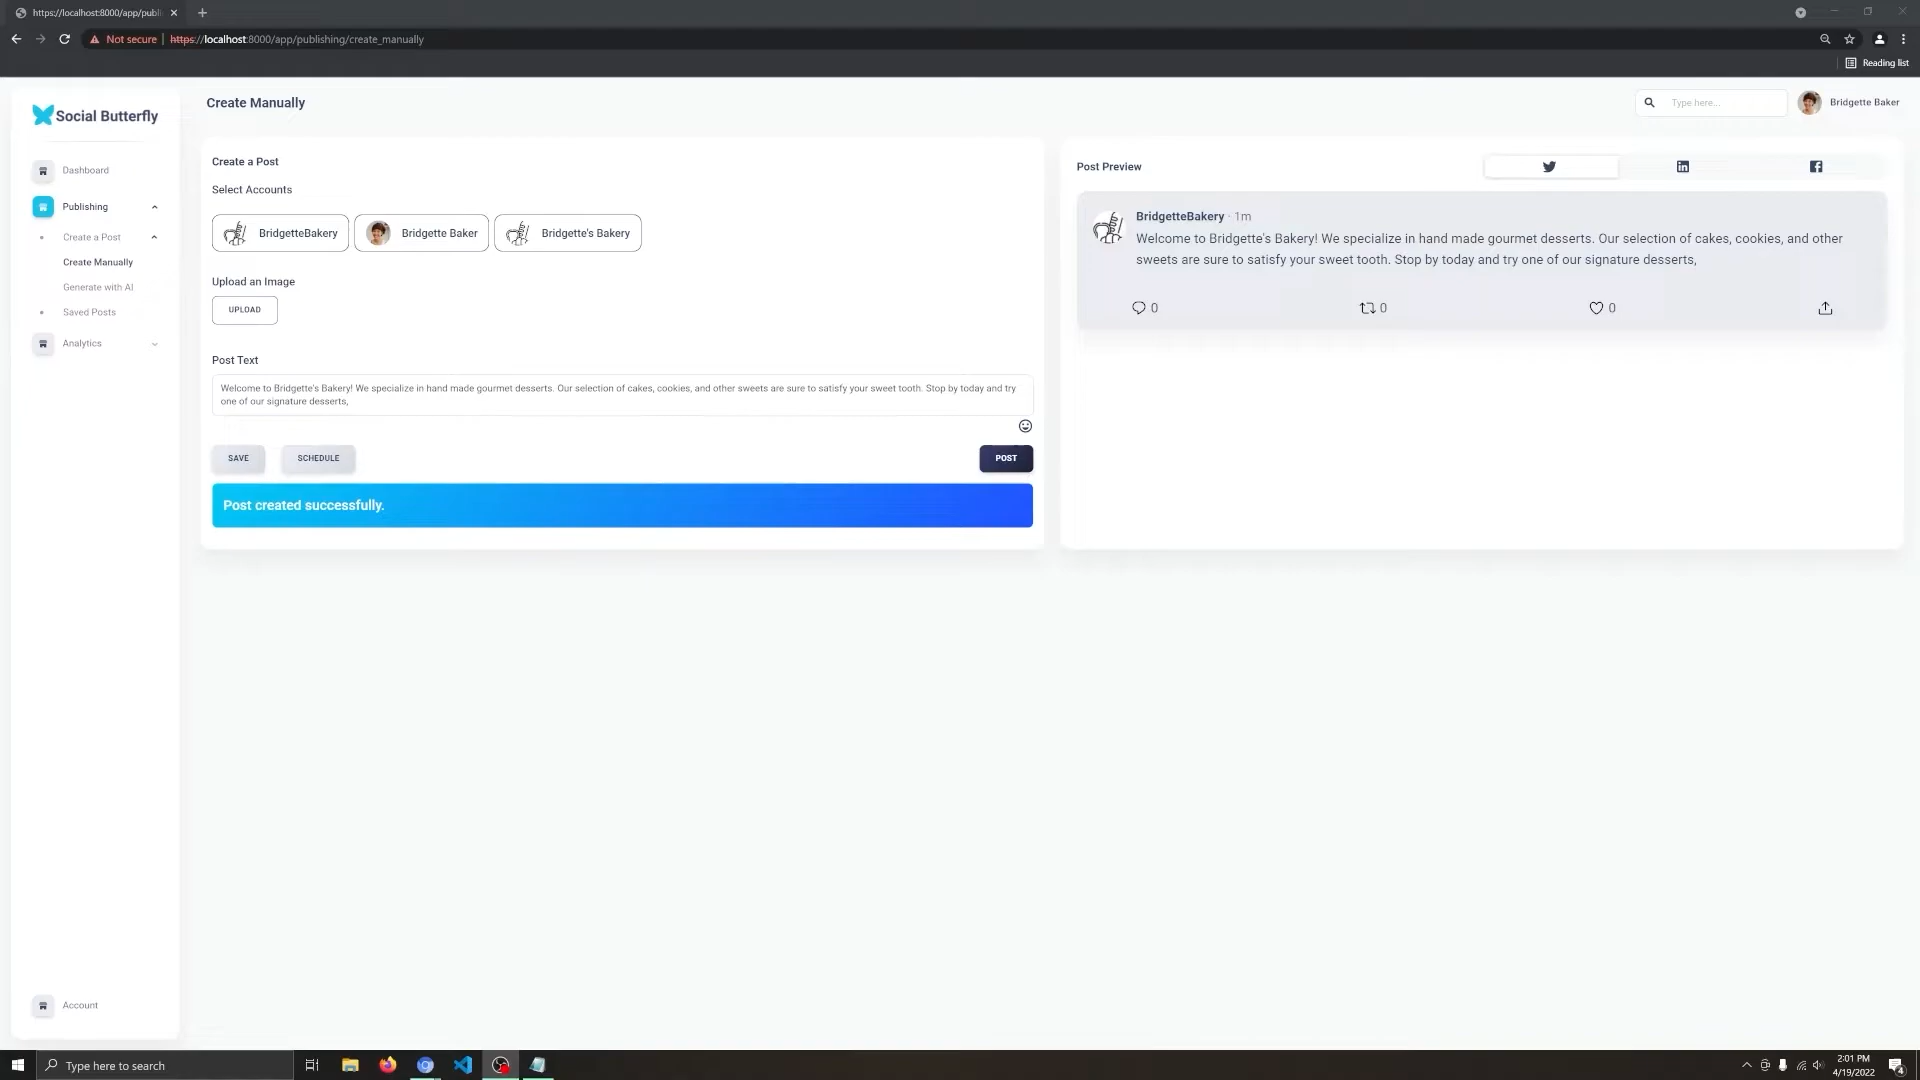 https://localhost:8000/app/publi
Not secure | https://localhost:8000/app/publishing/create_manually
Reading list
Social Butterfly
Create Manually
Type here...
Bridgette Baker
Dashboard
Publishing
Create a Post
Create Manually
Generate with AI
Saved Posts
Analytics
Account
Create a Post
Select Accounts
BridgetteBakery
Bridgette Baker
Bridgette's Bakery
Upload an Image
UPLOAD
Post Text
Welcome to Bridgette's Bakery! We specialize in hand made gourmet desserts. Our selection of cakes, cookies, and other sweets are sure to satisfy your sweet tooth. Stop by today and try
one of our signature desserts,
SAVE
SCHEDULE
POST
Post created successfully.
Post Preview
BridgetteBakery · 1m
Welcome to Bridgette's Bakery! We specialize in hand made gourmet desserts. Our selection of cakes, cookies, and other
sweets are sure to satisfy your sweet tooth. Stop by today and try one of our signature desserts,
0
0
0
Type here to search
2:01 PM
4/19/2022
4